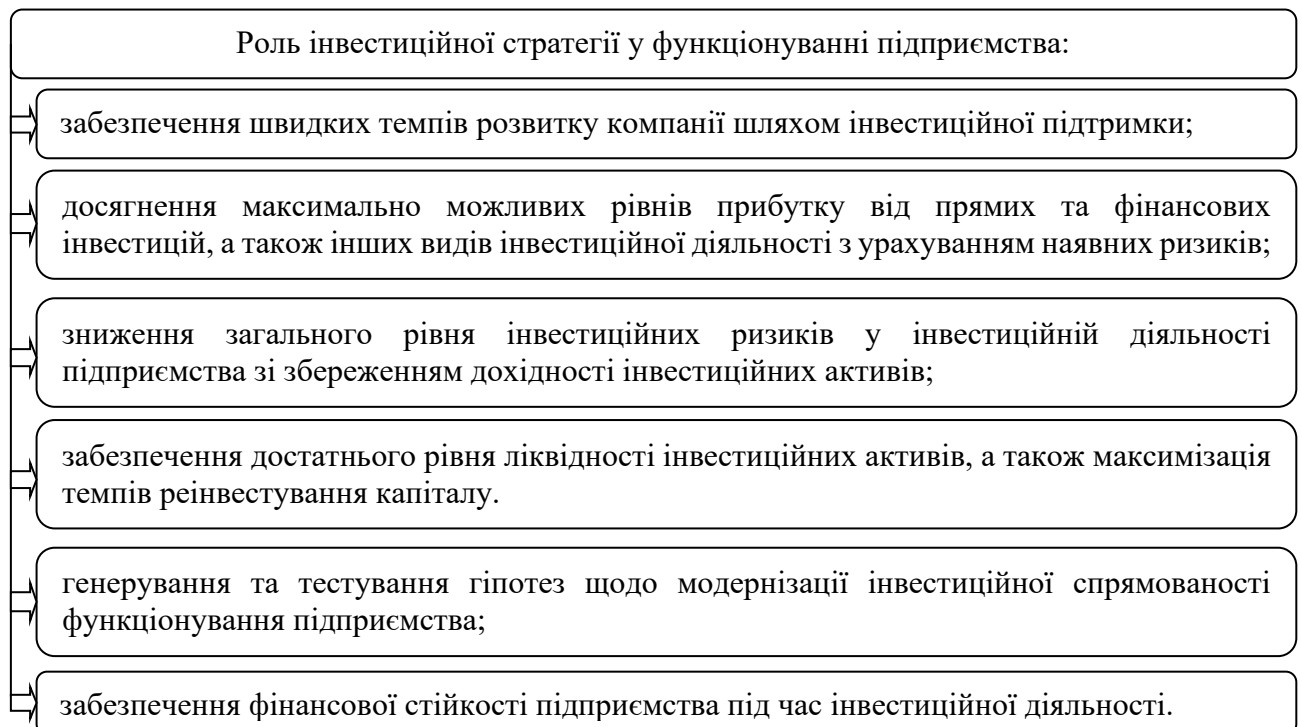 Роль інвестиційної стратегії у функціонуванні підприємства:
забезпечення швидких темпів розвитку компанії шляхом інвестиційної підтримки;
досягнення максимально можливих рівнів прибутку від прямих та фінансових
інвестицій, а також інших видів інвестиційної діяльності з урахуванням наявних ризиків;
зниження загального рівня інвестиційних ризиків у інвестиційній діяльності
підприємства зі збереженням дохідності інвестиційних активів;
забезпечення достатнього рівня ліквідності інвестиційних активів, а також максимізація
темпів реінвестування капіталу.
генерування та тестування гіпотез щодо модернізації інвестиційної спрямованості
функціонування підприємства;
забезпечення фінансової стійкості підприємства під час інвестиційної діяльності.